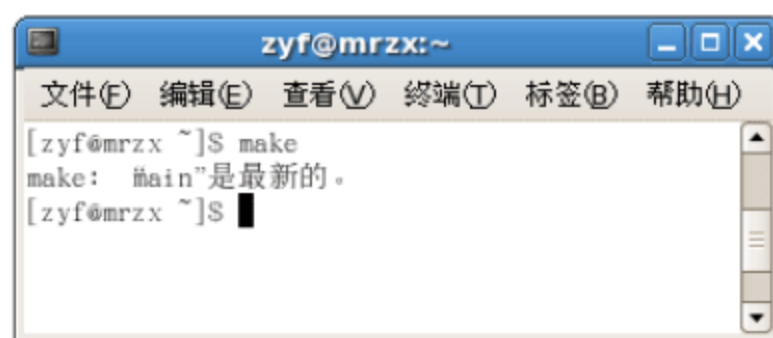 zyf@mrzx:~
文件(F) 编辑(E) 查看(V) 终端(T) 标签(B) 帮助(H)
[zyf@mrzx ~]$ make
make: “main”是最新的。
[zyf@mrzx ~]$